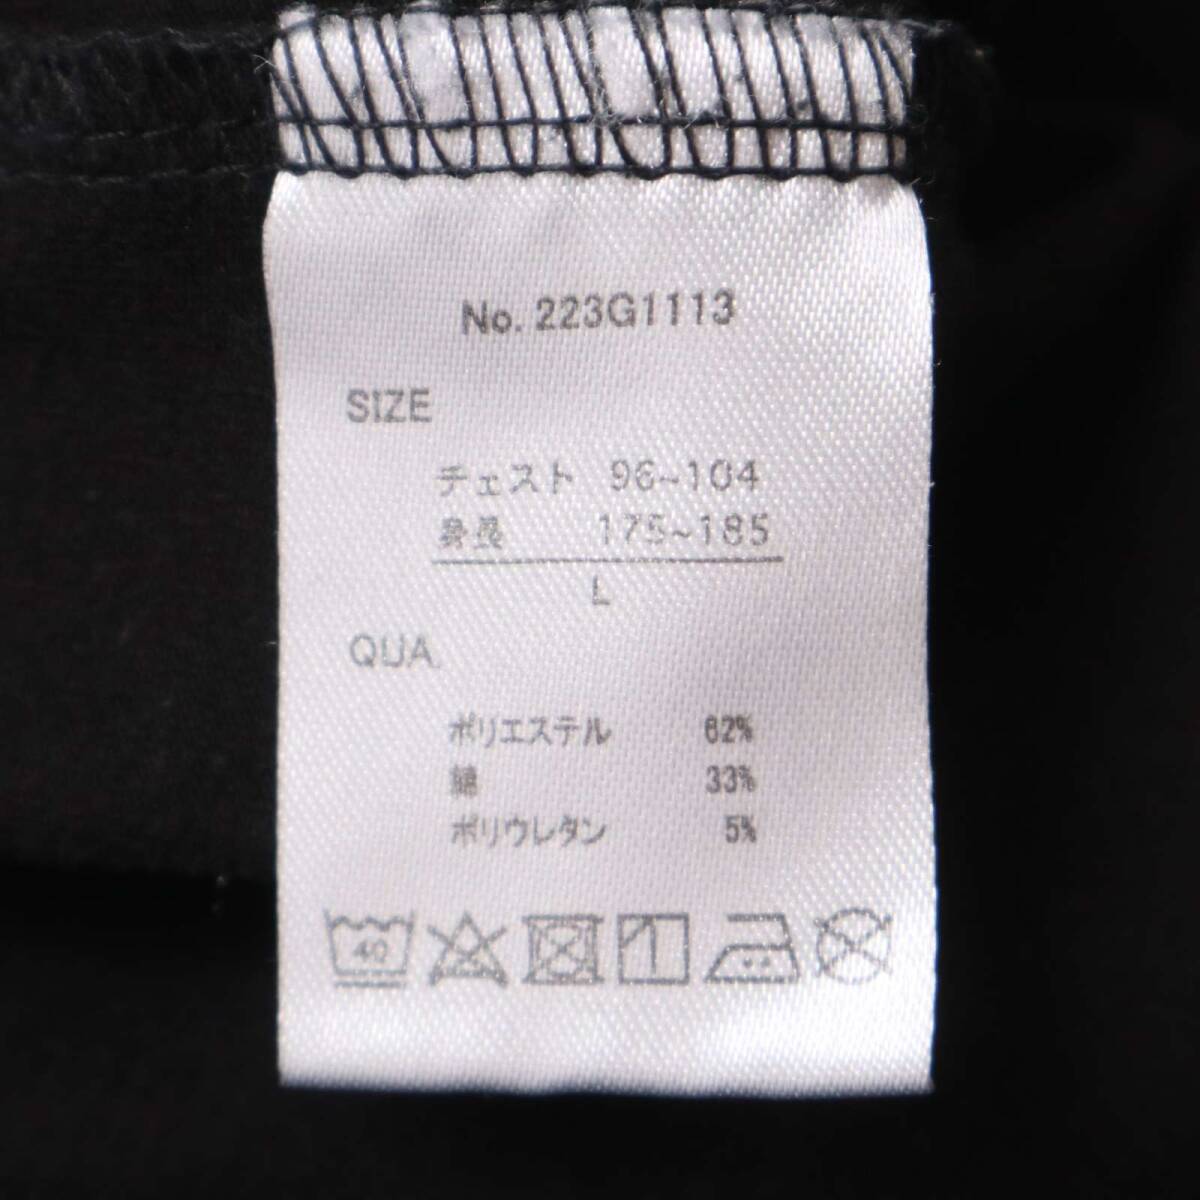 No. 223G1113
SIZE
チェスト 96~104
身長 175~185
L
QUA
ポリエステル 62%
綿 33%
ポリウレタン 5%
40